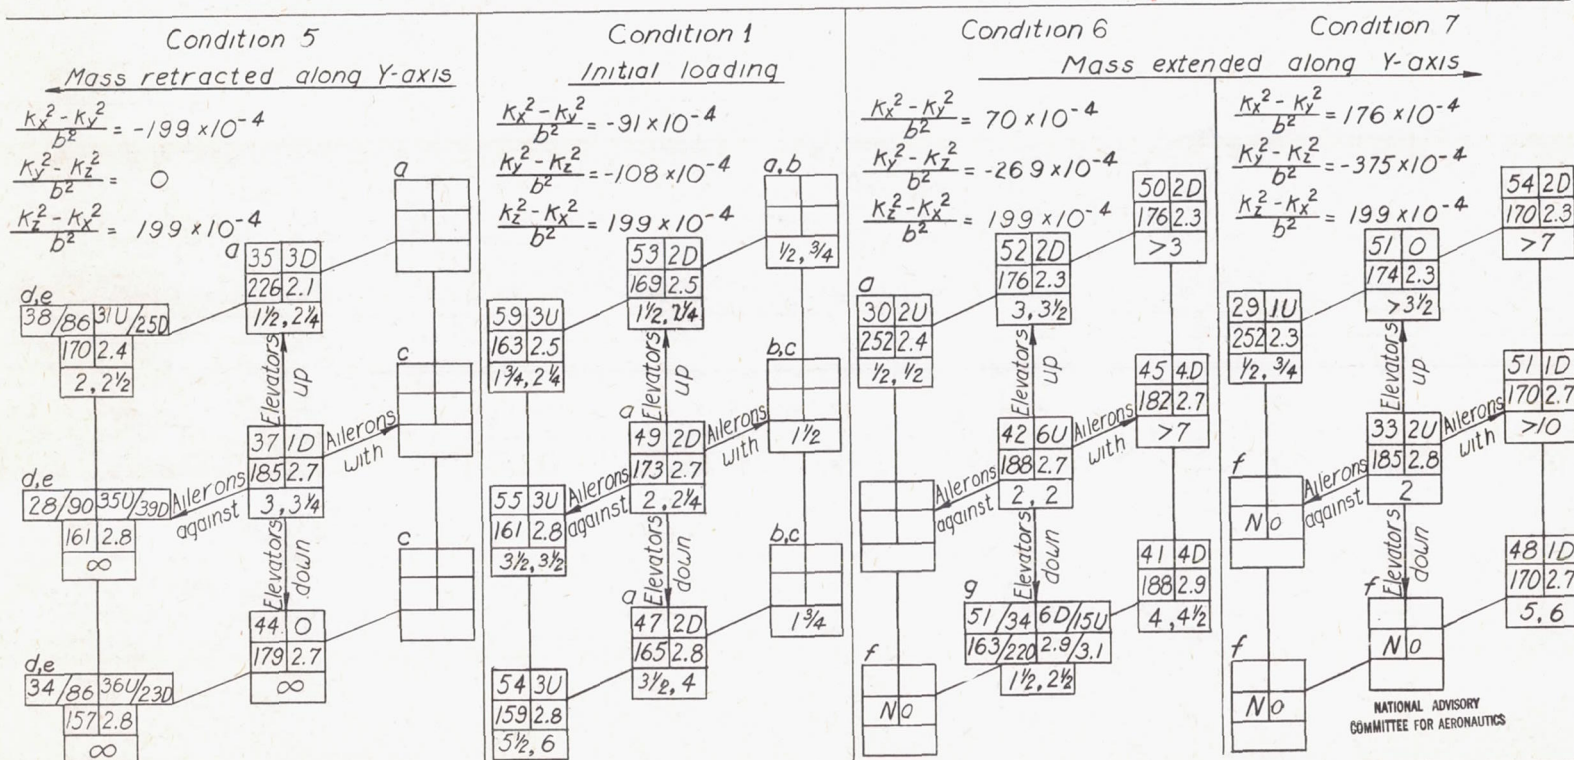 Condition 5
Mass retracted along Y-axis
(Kx² - Ky²)/b² = -199 ×10⁻⁴
(Ky² - Kz²)/b² = 0
(Kz² - Kx²)/b² = 199 ×10⁻⁴
a
a
35 3D
226 2.1
1½, 2¼
d,e
38/86 31U/25D
170 2.4
2, 2½
Elevators up
c
37 1D
185 2.7
3, 3¼
Ailerons with
Ailerons against
d,e
28/90 35U/39D
161 2.8
∞
Elevators down
c
44 0
179 2.7
∞
d,e
34/86 36U/23D
157 2.8
∞
Condition 1
Initial loading
(Kx² - Ky²)/b² = -91 ×10⁻⁴
(Ky² - Kz²)/b² = -108 ×10⁻⁴
(Kz² - Kx²)/b² = 199 ×10⁻⁴
a,b
½, ¾
53 2D
169 2.5
1½, 2¼
59 3U
163 2.5
1¾, 2¼
Elevators up
b,c
1½
a
49 2D
173 2.7
2, 2¼
Ailerons with
Ailerons against
55 3U
161 2.8
3½, 3½
Elevators down
b,c
1¾
a
47 2D
165 2.8
3½, 4
54 3U
159 2.8
5½, 6
Condition 6
Condition 7
Mass extended along Y-axis
(Kx² - Ky²)/b² = 70 ×10⁻⁴
(Ky² - Kz²)/b² = -269 ×10⁻⁴
(Kz² - Kx²)/b² = 199 ×10⁻⁴
50 2D
176 2.3
>3
52 2D
176 2.3
3, 3½
a
30 2U
252 2.4
½, ½
Elevators up
45 4D
182 2.7
>7
42 6U
188 2.7
2, 2
Ailerons with
Ailerons against
Elevators down
41 4D
188 2.9
4, 4½
g
51/34 6D/15U
163/220 2.9/3.1
1½, 2½
f
NO
(Kx² - Ky²)/b² = 176 ×10⁻⁴
(Ky² - Kz²)/b² = -375×10⁻⁴
(Kz² - Kx²)/b² = 199 ×10⁻⁴
54 2D
170 2.3
>7
51 0
174 2.3
>3½
29 1U
252 2.3
½, ¾
Elevators up
51 1D
170 2.7
>10
33 2U
185 2.8
2
Ailerons with
Ailerons against
f
NO
Elevators down
48 1D
170 2.7
5, 6
f
NO
f
NO
NATIONAL ADVISORY
COMMITTEE FOR AERONAUTICS